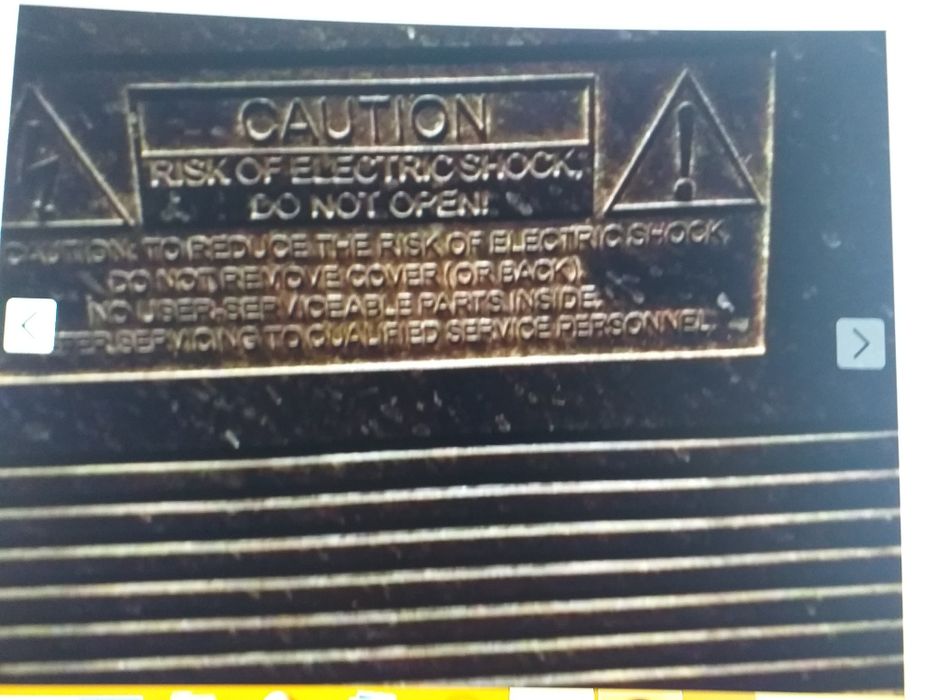 CAUTION
RISK OF ELECTRIC SHOCK,
DO NOT OPEN!
CAUTION: TO REDUCE THE RISK OF ELECTRIC SHOCK,
DO NOT REMOVE COVER (OR BACK).
NO USER-SERVICEABLE PARTS INSIDE.
SERVICING TO QUALIFIED SERVICE PERSONNEL.